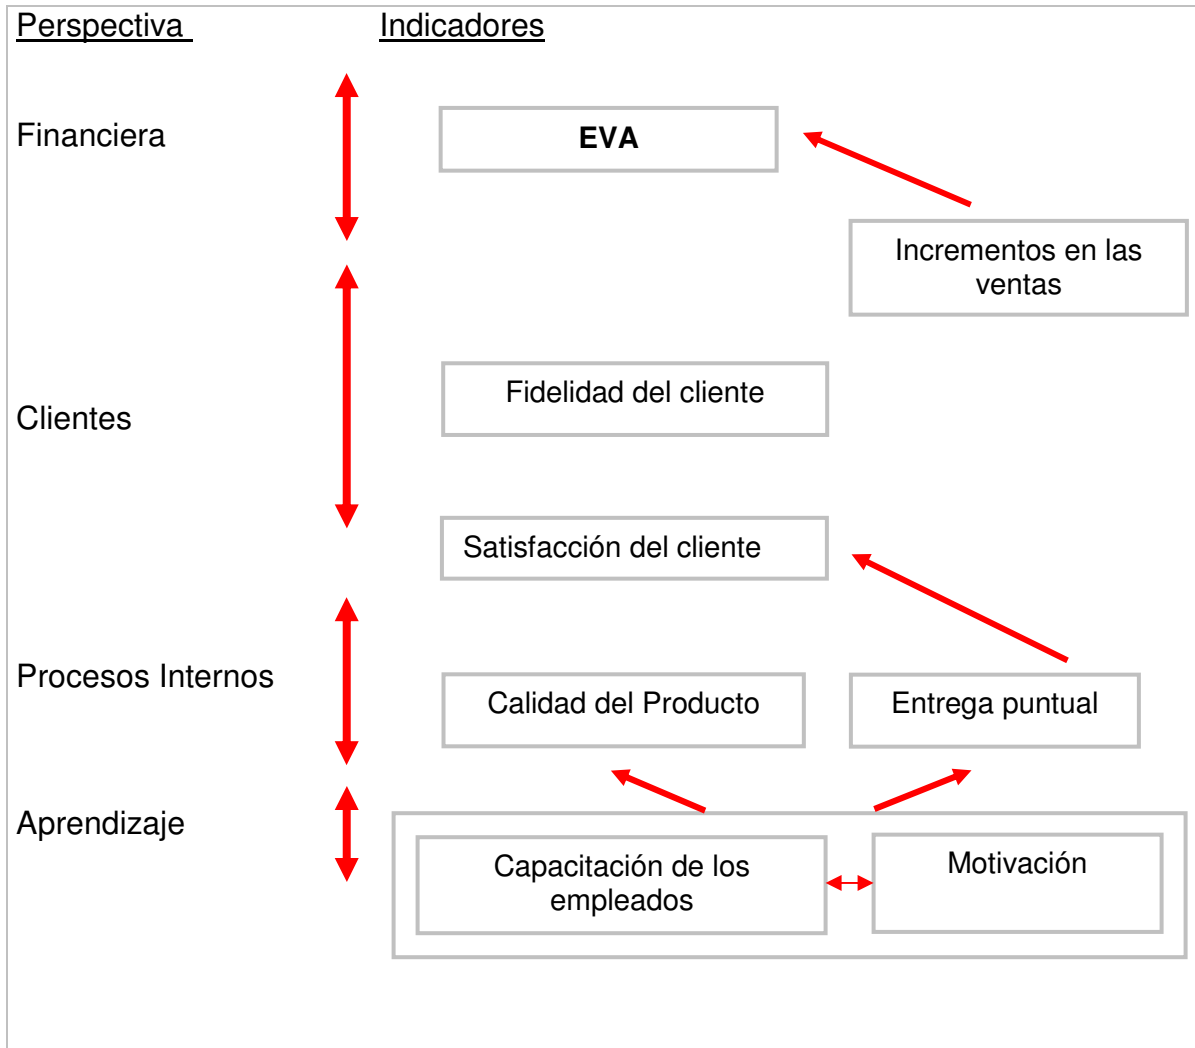 Perspectiva
Indicadores
Financiera
EVA
Incrementos en las
ventas
Fidelidad del cliente
Clientes
Satisfacción del cliente
Procesos Internos
Calidad del Producto
Entrega puntual
Aprendizaje
Capacitación de los
empleados
Motivación